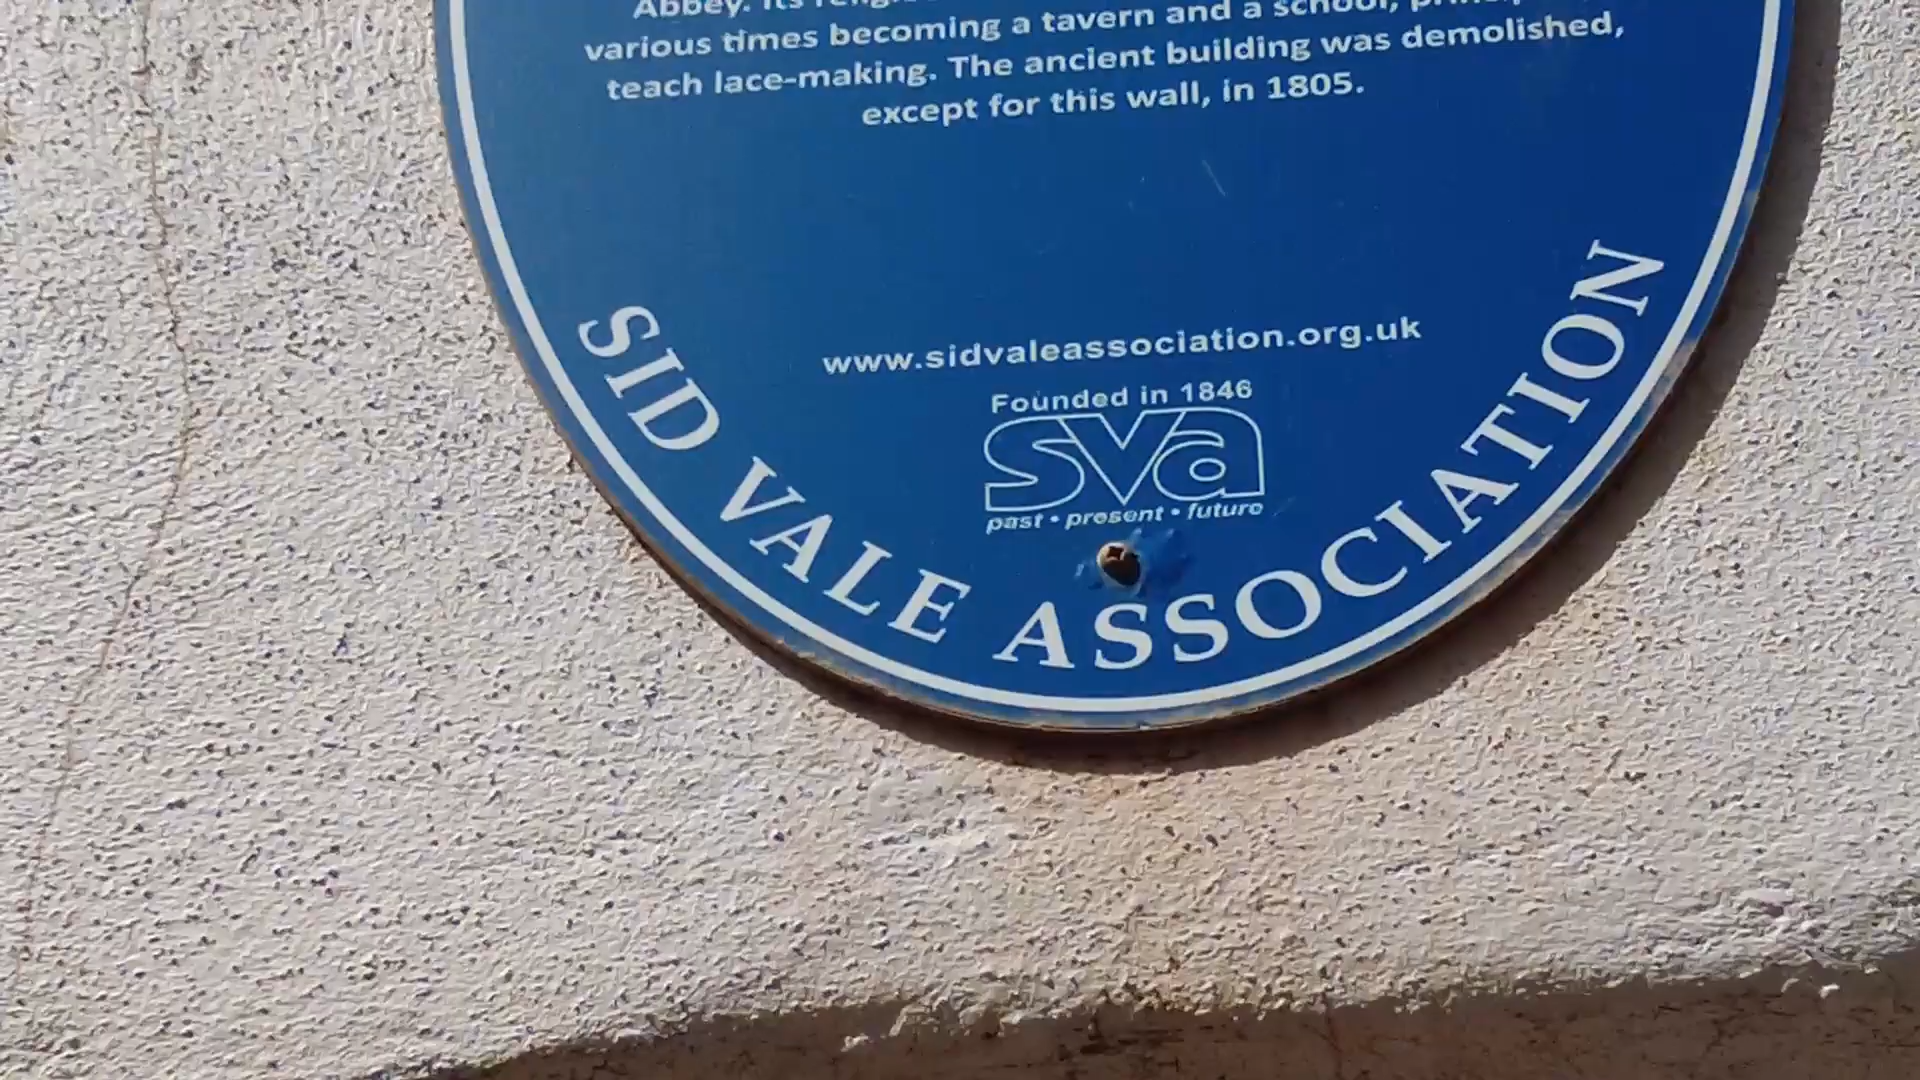 Abbey. Its
various times becoming a tavern and a school,
teach lace-making. The ancient building was demolished,
except for this wall, in 1805.
www.sidvaleassociation.org.uk
Founded in 1846
sva
past • present • future
SID VALE ASSOCIATION